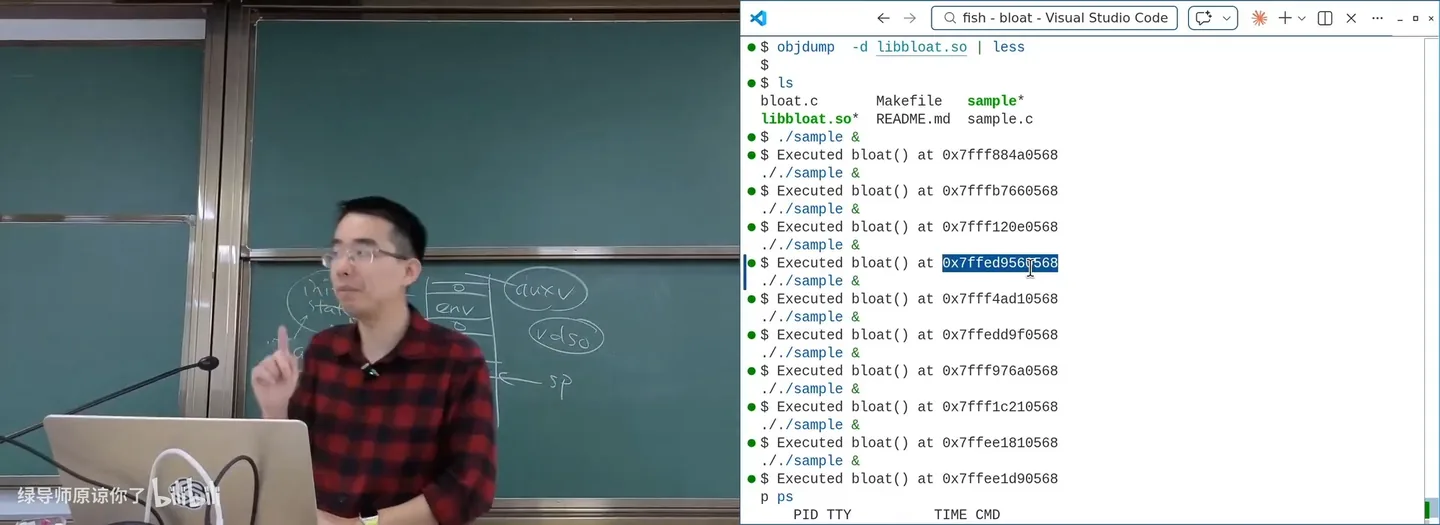 fish - bloat - Visual Studio Code
$ objdump -d libbloat.so | less
$
$ ls
bloat.c Makefile sample*
libbloat.so* README.md sample.c
$ ./sample &
$ Executed bloat() at 0x7fff884a0568
././sample &
$ Executed bloat() at 0x7fffb7660568
././sample &
$ Executed bloat() at 0x7fff120e0568
././sample &
$ Executed bloat() at 0x7ffed9560568
././sample &
$ Executed bloat() at 0x7fff4ad10568
././sample &
$ Executed bloat() at 0x7ffedd9f0568
././sample &
$ Executed bloat() at 0x7fff976a0568
././sample &
$ Executed bloat() at 0x7fff1c210568
././sample &
$ Executed bloat() at 0x7ffee1810568
././sample &
$ Executed bloat() at 0x7ffee1d90568
p ps
PID TTY TIME CMD
0
env
0
auxv
vdso
sp
绿导师原谅你了 bilibili